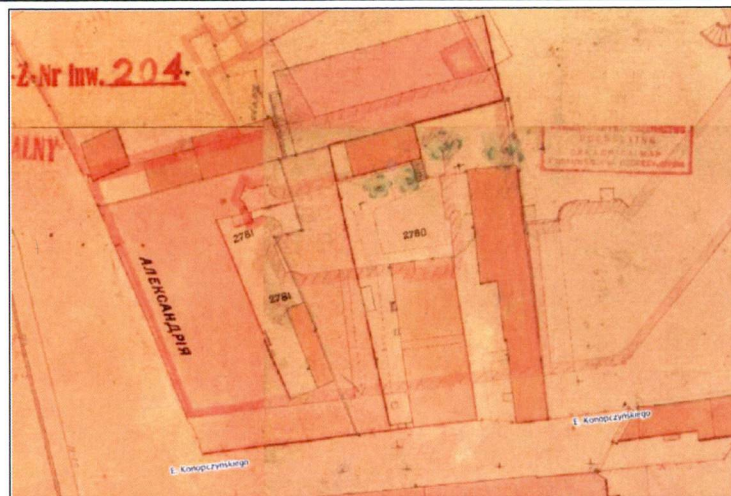 -Z-Nr inw. 204.
ALNY
2781
2780
2781
АЛЕКСАНДРІЯ
E. Konopczyńskiego
E. Konopczyńskiego